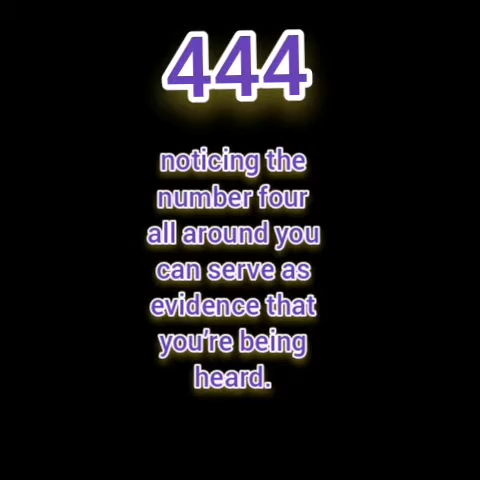 444
noticing the
number four
all around you
can serve as
evidence that
you're being
heard.